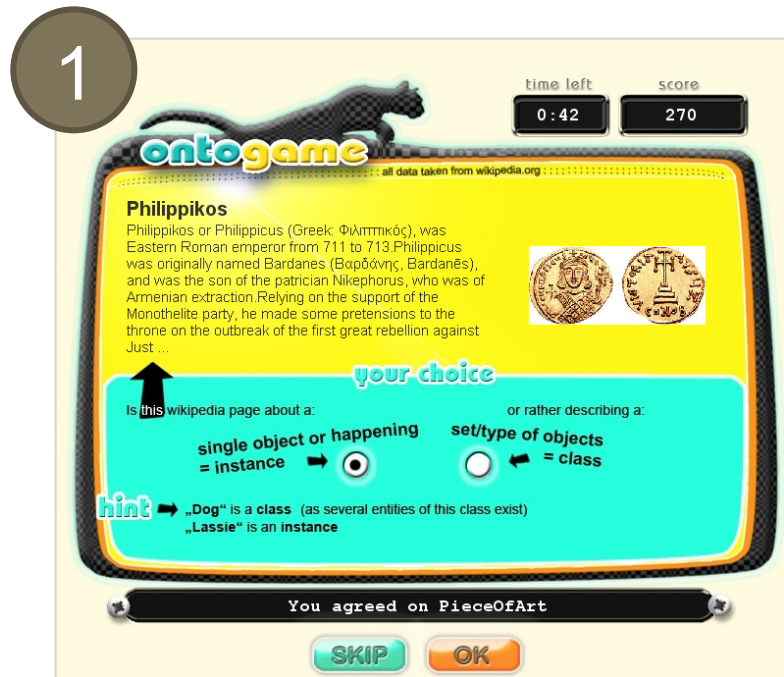 1
time left
score
0:42
270
ontogame
all data taken from wikipedia.org
Philippikos
Philippikos or Philippicus (Greek: Φιλιππικός), was
Eastern Roman emperor from 711 to 713.Philippicus
was originally named Bardanes (Βαρδάνης, Bardanēs),
and was the son of the patrician Nikephorus, who was of
Armenian extraction.Relying on the support of the
Monothelite party, he made some pretensions to the
throne on the outbreak of the first great rebellion against
Just ...
your choice
Is this wikipedia page about a:
or rather describing a:
single object or happening
= instance
set/type of objects
= class
hint
„Dog“ is a class (as several entities of this class exist)
„Lassie“ is an instance
You agreed on PieceOfArt
SKIP
OK